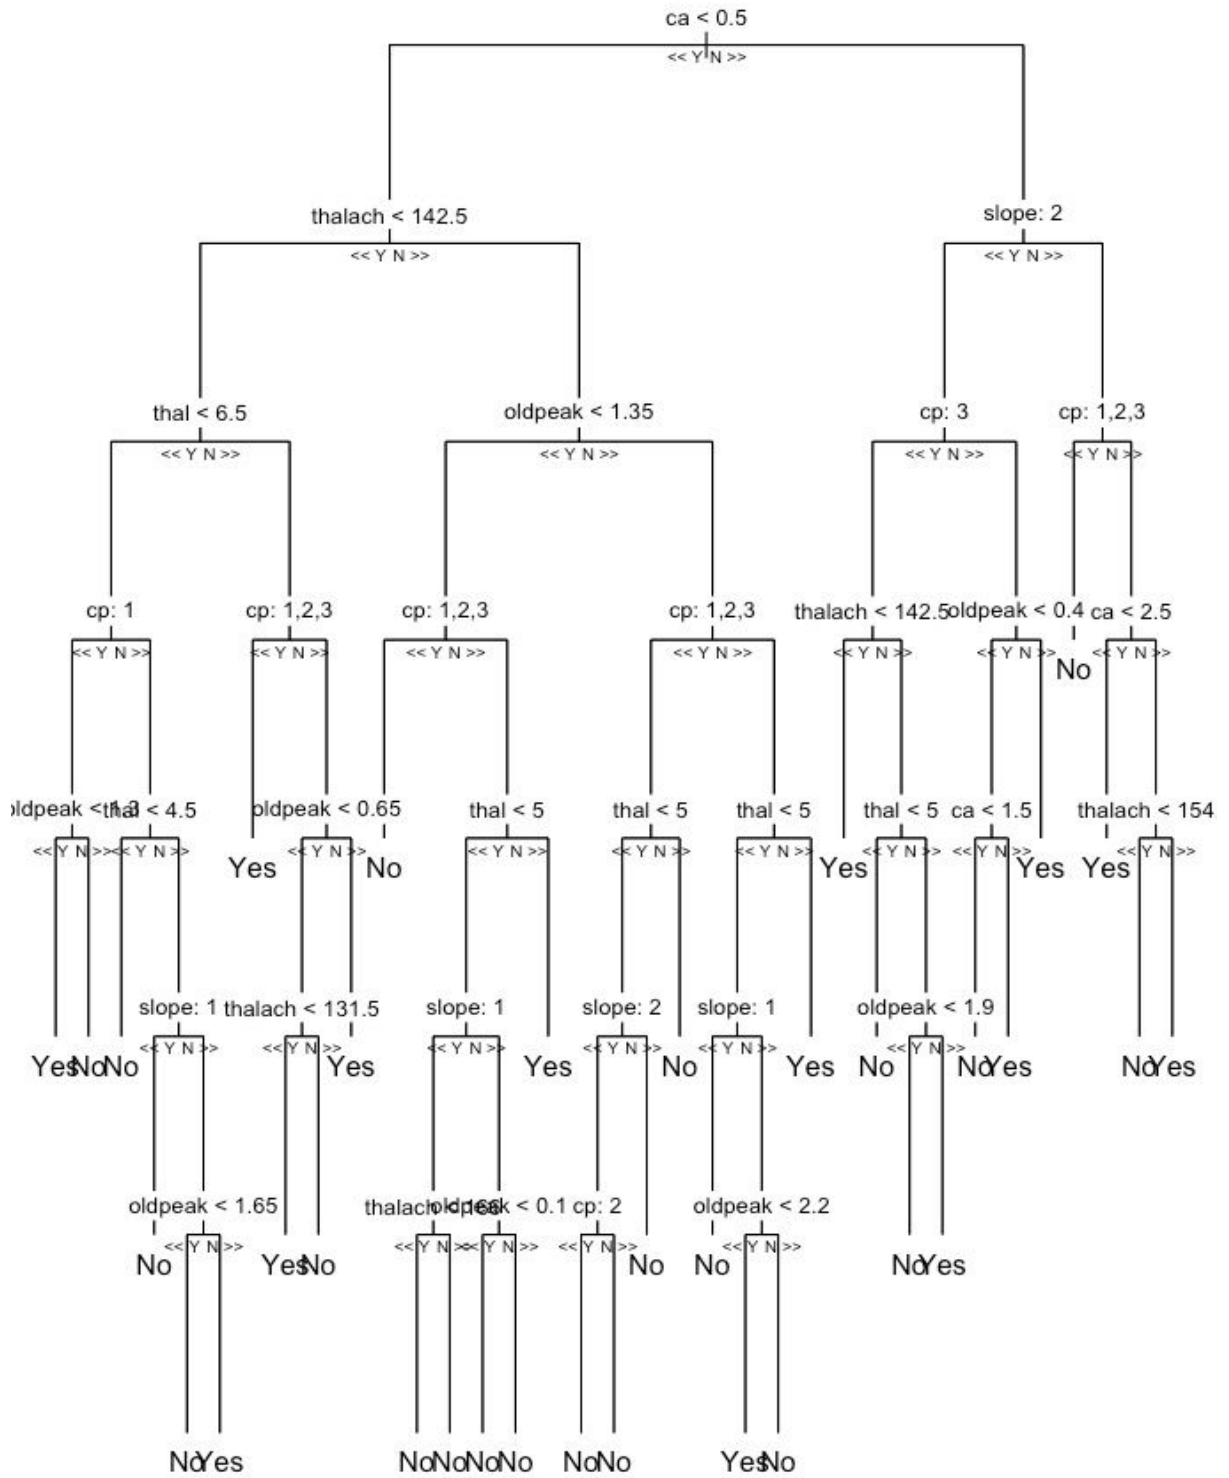 ca < 0.5
<< Y N >>
thalach < 142.5 slope: 2
<< Y N >> << Y N >>
thal < 6.5 oldpeak < 1.35 cp: 3 cp: 1,2,3
<< Y N >> << Y N >> << Y N >> << Y N >>
cp: 1 cp: 1,2,3 cp: 1,2,3 cp: 1,2,3 thalach < 142.5 oldpeak < 0.4 ca < 2.5
<< Y N >> << Y N >> << Y N >> << Y N >> << Y N >> << Y N >> << Y N >>
No
oldpeak < 1.3 thal < 4.5 oldpeak < 0.65 thal < 5 thal < 5 thal < 5 thal < 5 ca < 1.5 thalach < 154
<< Y N >> << Y N >> << Y N >> << Y N >> << Y N >> << Y N >> << Y N >> << Y N >> << Y N >>
Yes No Yes Yes Yes
slope: 1 thalach < 131.5 slope: 1 slope: 2 slope: 1 oldpeak < 1.9
<< Y N >> << Y N >> << Y N >> << Y N >> << Y N >> << Y N >>
Yes No No Yes Yes No Yes No No Yes No Yes
oldpeak < 1.65 thalach < 166 oldpeak < 0.1 cp: 2 oldpeak < 2.2
<< Y N >> << Y N >> << Y N >> << Y N >> << Y N >>
No Yes No No No No Yes
No Yes No No No No No No Yes No